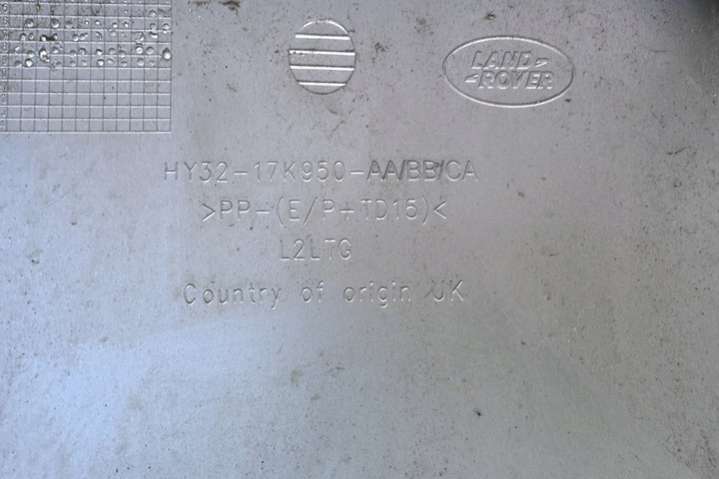 LAND
ROVER
HY32-17K950-AA/BB/CA
>PP-(E/P+TD15)<
L2LTG
Country of origin UK